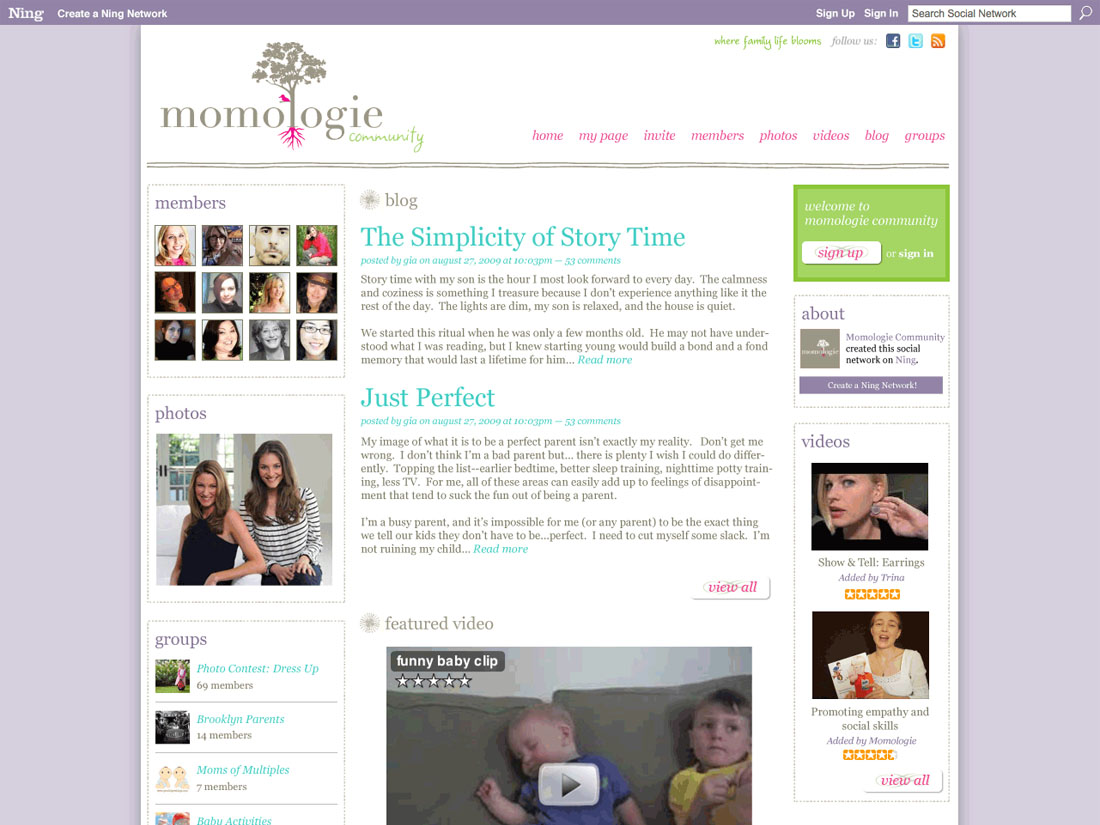 Ning Create a Ning Network Sign Up Sign In Search Social Network
where family life blooms follow us:
momologie
community
home my page invite members photos videos blog groups
members
photos
groups
Photo Contest: Dress Up
69 members
Brooklyn Parents
14 members
Moms of Multiples
7 members
Baby Activities
blog
The Simplicity of Story Time
posted by gia on august 27, 2009 at 10:03pm — 53 comments
Story time with my son is the hour I most look forward to every day. The calmness
and coziness is something I treasure because I don't experience anything like it the
rest of the day. The lights are dim, my son is relaxed, and the house is quiet.
We started this ritual when he was only a few months old. He may not have under-
stood what I was reading, but I knew starting young would build a bond and a fond
memory that would last a lifetime for him... Read more
Just Perfect
posted by gia on august 27, 2009 at 10:03pm — 53 comments
My image of what it is to be a perfect parent isn't exactly my reality. Don't get me
wrong. I don't think I'm a bad parent but... there is plenty I wish I could do differ-
ently. Topping the list--earlier bedtime, better sleep training, nighttime potty train-
ing, less TV. For me, all of these areas can easily add up to feelings of disappoint-
ment that tend to suck the fun out of being a parent.
I'm a busy parent, and it's impossible for me (or any parent) to be the exact thing
we tell our kids they don't have to be...perfect. I need to cut myself some slack. I'm
not ruining my child... Read more
view all
featured video
funny baby clip
welcome to
momologie community
sign up or sign in
about
momologie
Momologie Community
created this social
network on Ning.
Create a Ning Network!
videos
Show & Tell: Earrings
Added by Trina
Promoting empathy and
social skills
Added by Momologie
view all